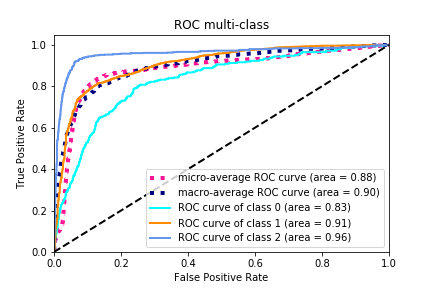 ROC multi-class
True Positive Rate
1.0
0.8
0.6
0.4
0.2
0.0
micro-average ROC curve (area = 0.88)
macro-average ROC curve (area = 0.90)
ROC curve of class 0 (area = 0.83)
ROC curve of class 1 (area = 0.91)
ROC curve of class 2 (area = 0.96)
0.0 0.2 0.4 0.6 0.8 1.0
False Positive Rate